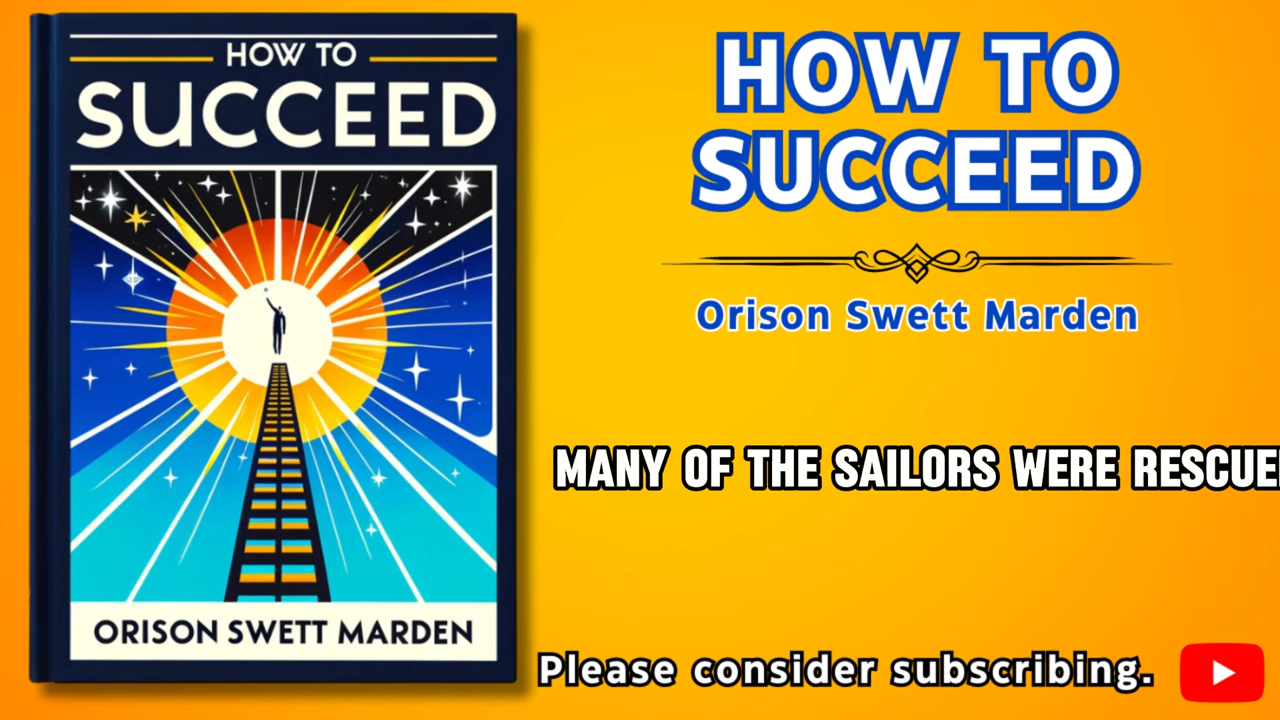 HOW TO
SUCCEED
ORISON SWETT MARDEN
HOW TO
SUCCEED
Orison Swett Marden
MANY OF THE SAILORS WERE RESCUE
Please consider subscribing.